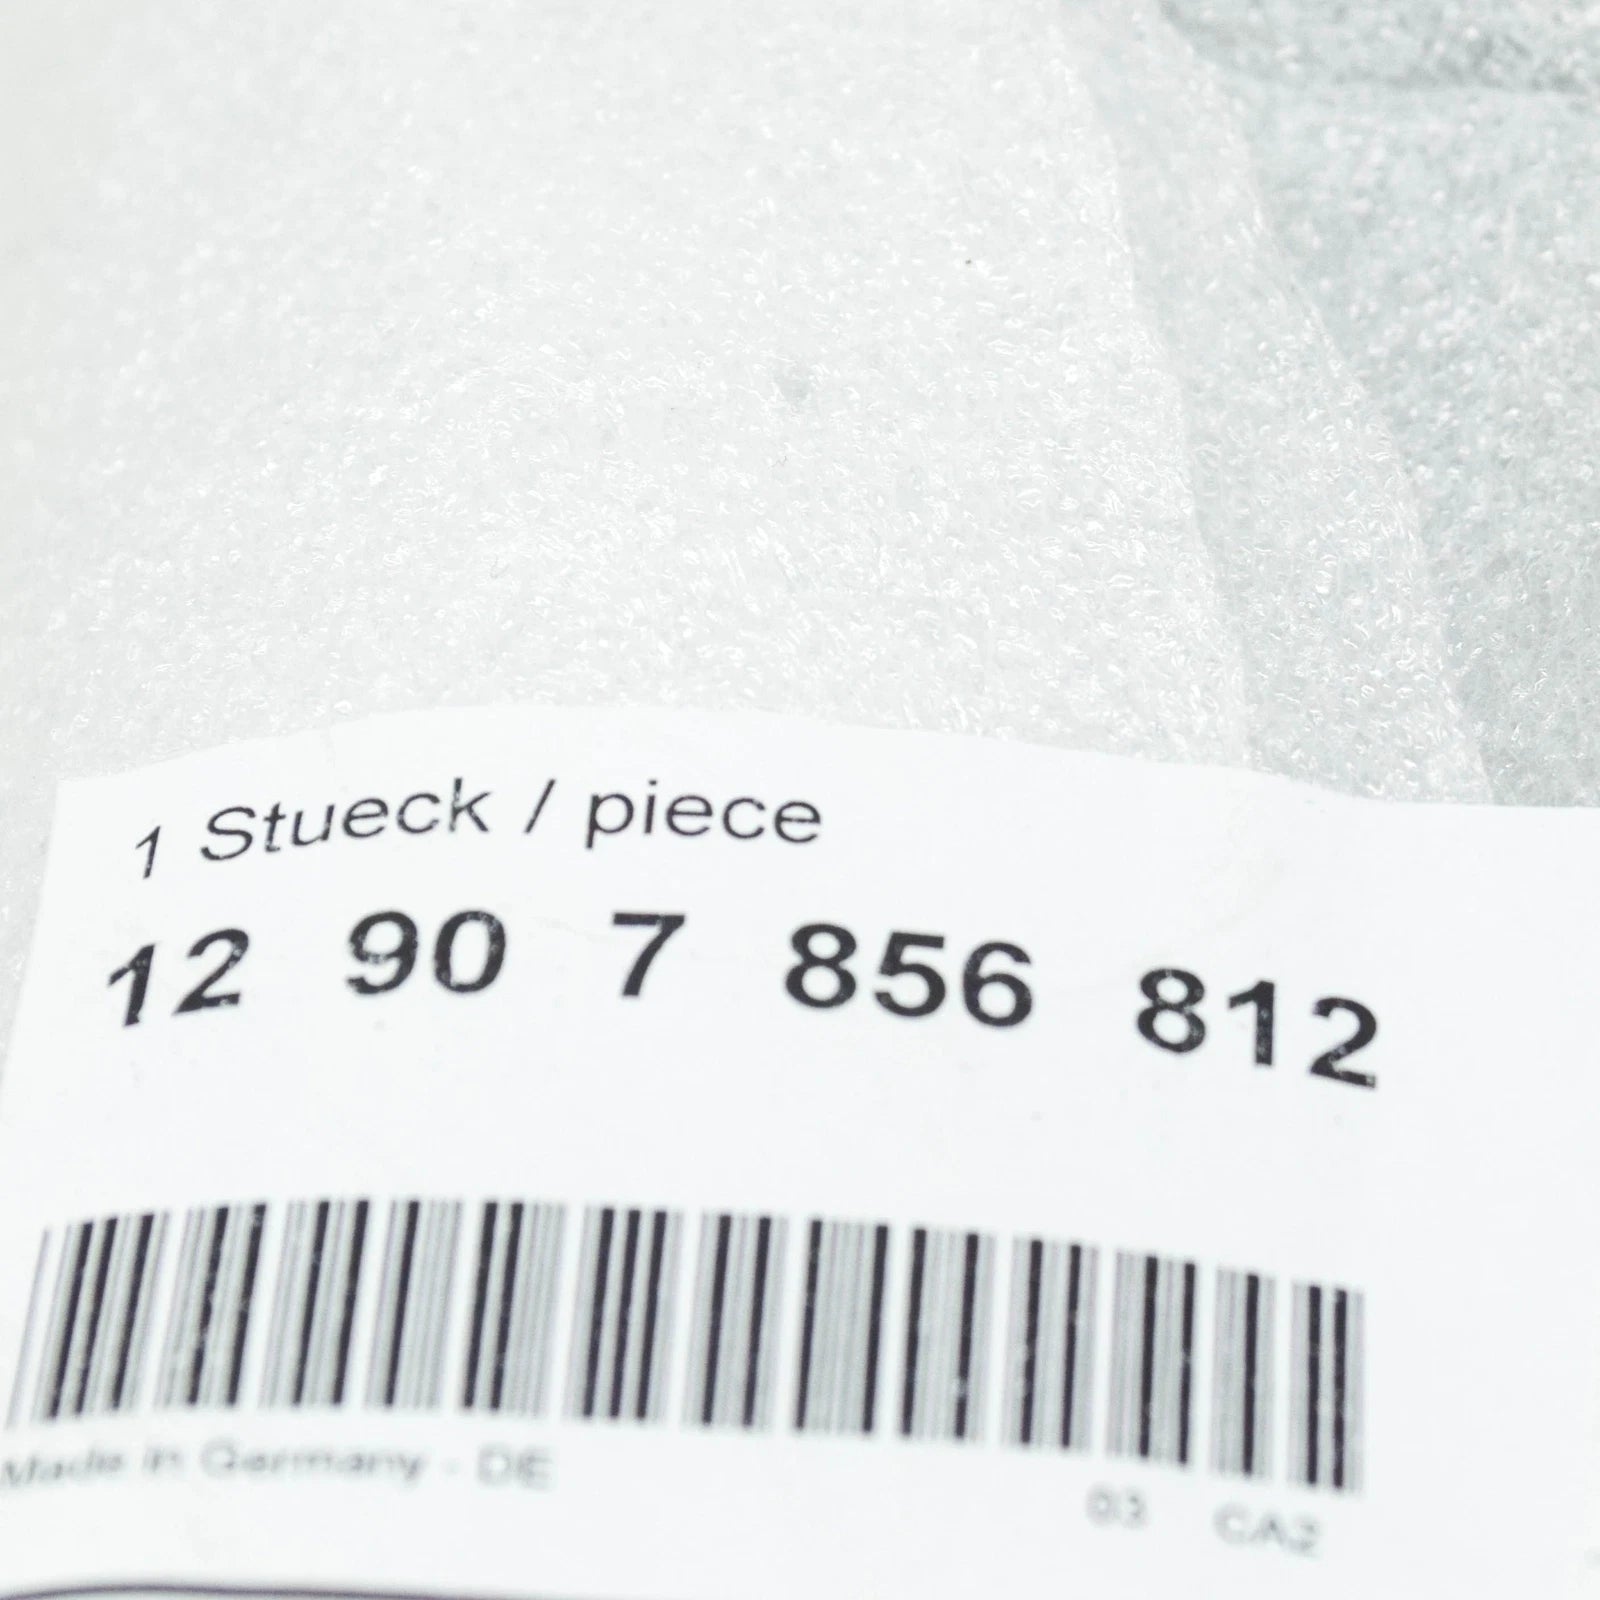 1 Stueck / piece
12 90 7 856 812
Made in Germany - DE
03 CA2